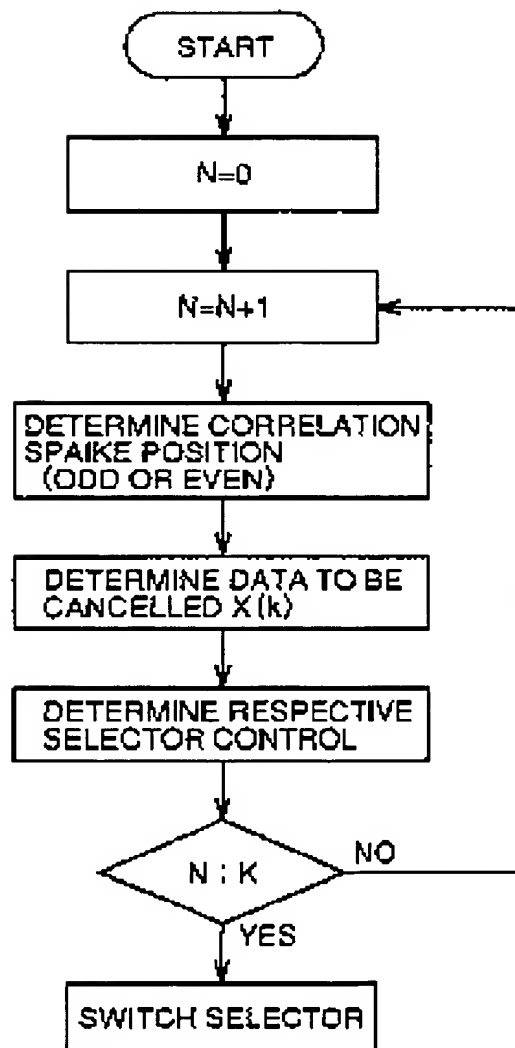 START
N=0
N=N+1
DETERMINE CORRELATION
SPAIKE POSITION
(ODD OR EVEN)
DETERMINE DATA TO BE
CANCELLED X(k)
DETERMINE RESPECTIVE
SELECTOR CONTROL
N : K
NO
YES
SWITCH SELECTOR